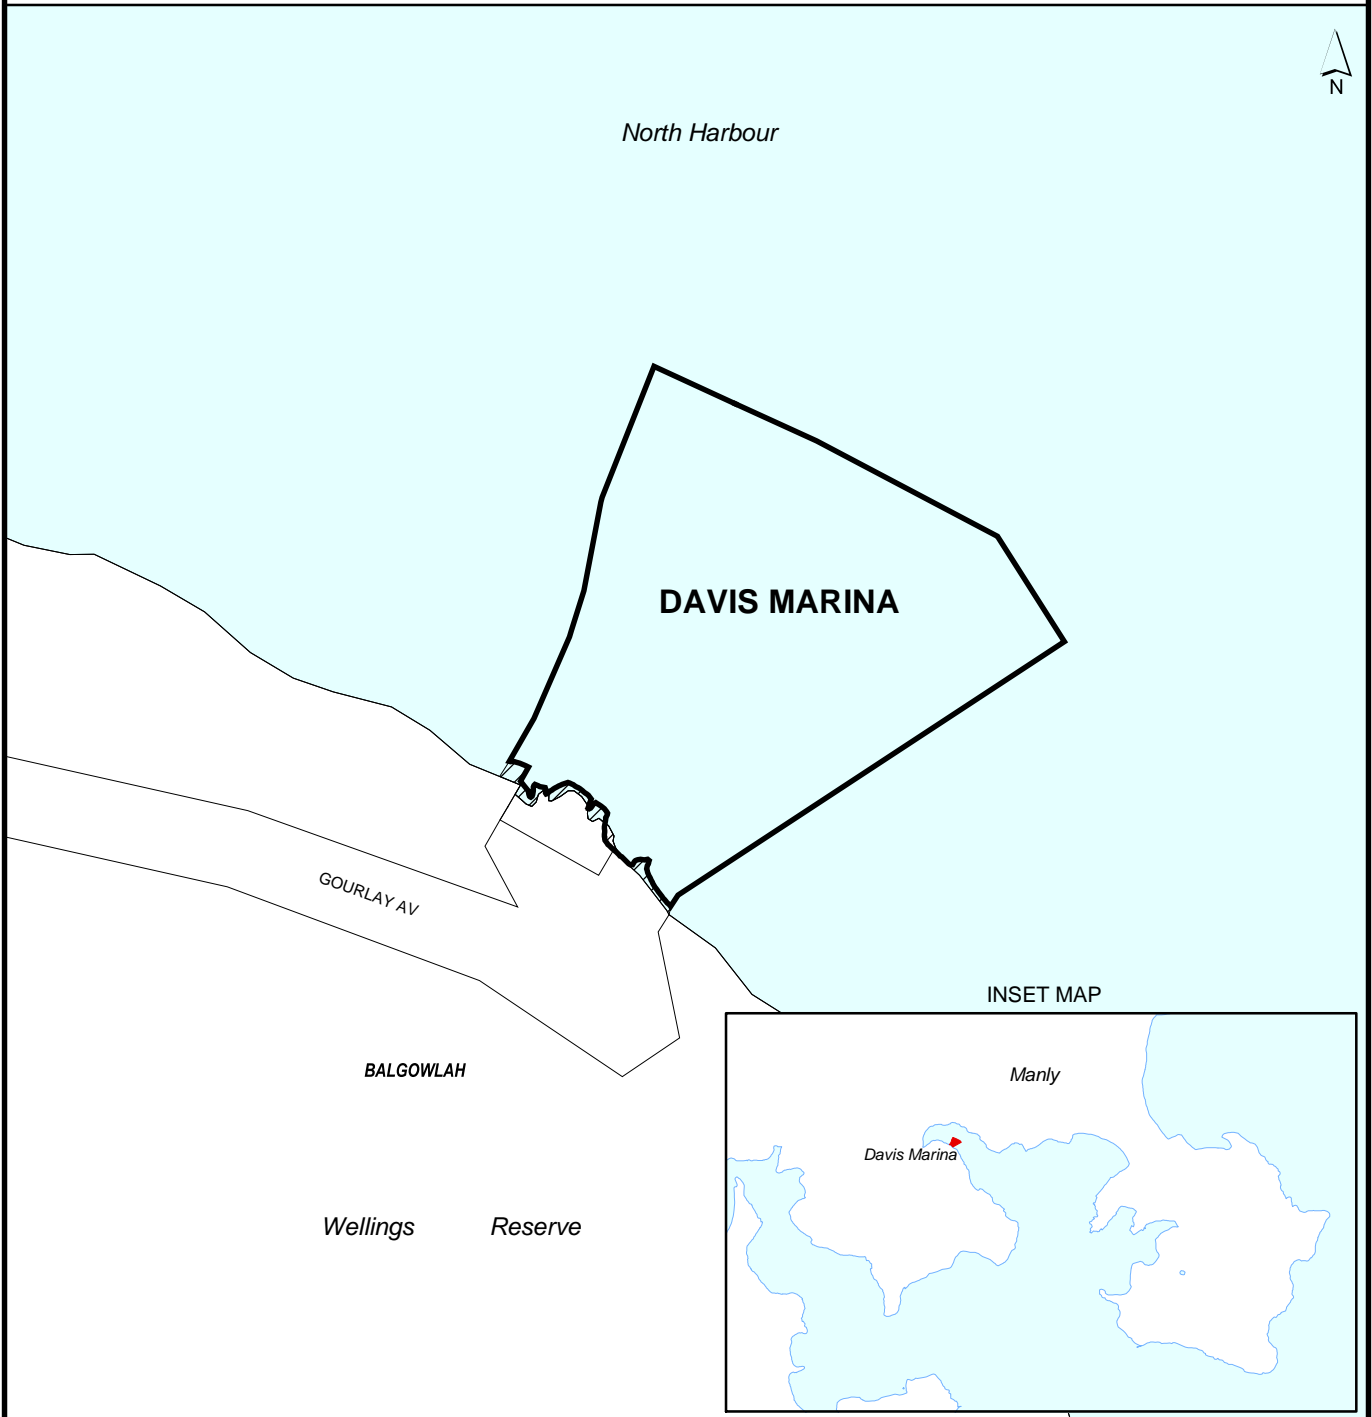 N
North Harbour
DAVIS MARINA
GOURLAY AV
INSET MAP
BALGOWLAH
Manly
Davis Marina
Wellings Reserve